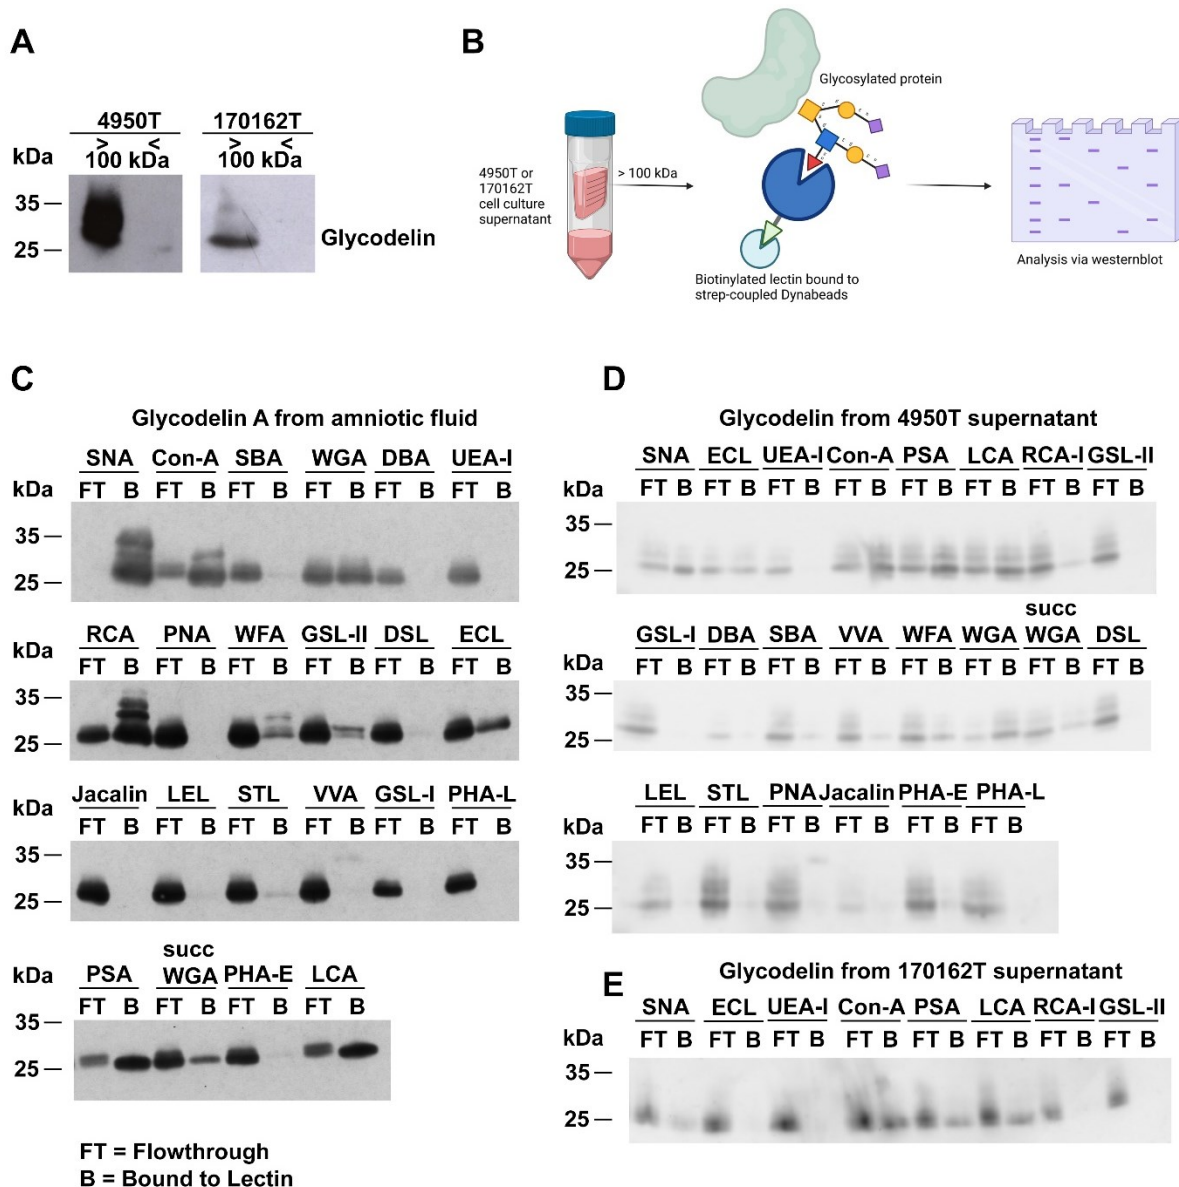 A
4950T 170162T
> < > <
kDa 100 kDa 100 kDa
35
25
Glycodelin
B
Glycosylated protein
4950T or
170162T
cell culture
supernatant
> 100 kDa
Biotinylated lectin bound to
strep-coupled Dynabeads
Analysis via westernblot
C
Glycodelin A from amniotic fluid
SNA Con-A SBA WGA DBA UEA-I
kDa FT B FT B FT B FT B FT B FT B
35
25
RCA PNA WFA GSL-II DSL ECL
kDa FT B FT B FT B FT B FT B FT B
35
25
Jacalin LEL STL VVA GSL-I PHA-L
kDa FT B FT B FT B FT B FT B FT B
35
25
succ
PSA WGA PHA-E LCA
kDa FT B FT B FT B FT B
35
25
FT = Flowthrough
B = Bound to Lectin
D
Glycodelin from 4950T supernatant
SNA ECL UEA-I Con-A PSA LCA RCA-I GSL-II
kDa FT B FT B FT B FT B FT B FT B FT B FT B
35
25
succ
GSL-I DBA SBA VVA WFA WGA WGA DSL
kDa FT B FT B FT B FT B FT B FT B FT B FT B
35
25
LEL STL PNA Jacalin PHA-E PHA-L
kDa FT B FT B FT B FT B FT B FT B
35
25
E
Glycodelin from 170162T supernatant
SNA ECL UEA-I Con-A PSA LCA RCA-I GSL-II
kDa FT B FT B FT B FT B FT B FT B FT B FT B
35
25